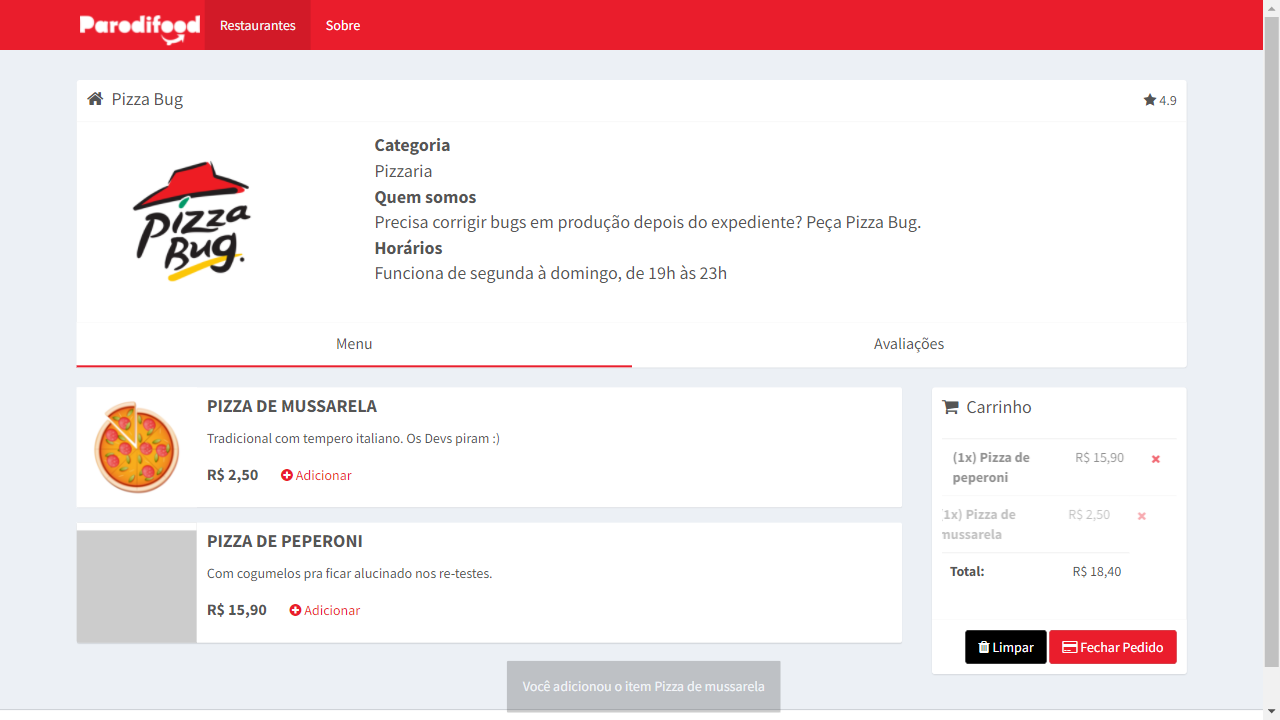 Parodifood Restaurantes Sobre
Pizza Bug 4.9
Pizza
Bug.
Categoria
Pizzaria
Quem somos
Precisa corrigir bugs em produção depois do expediente? Peça Pizza Bug.
Horários
Funciona de segunda à domingo, de 19h às 23h
Menu Avaliações
PIZZA DE MUSSARELA
Tradicional com tempero italiano. Os Devs piram :)
R$ 2,50 Adicionar
PIZZA DE PEPERONI
Com cogumelos pra ficar alucinado nos re-testes.
R$ 15,90 Adicionar
Carrinho
(1x) Pizza de R$ 15,90
peperoni
1x) Pizza de R$ 2,50
mussarela
Total: R$ 18,40
Limpar Fechar Pedido
Você adicionou o item Pizza de mussarela